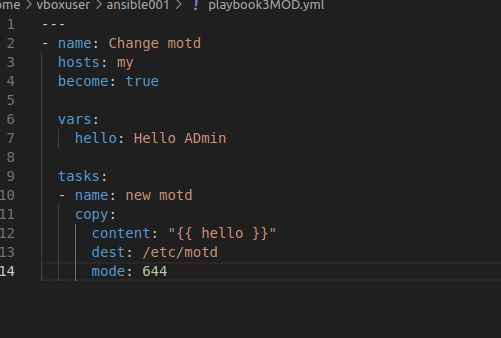 ome > vboxuser > ansible001 > ! playbook3MOD.yml
1 ---
2 - name: Change motd
3   hosts: my
4   become: true
5
6   vars:
7     hello: Hello ADmin
8
9   tasks:
10   - name: new motd
11     copy:
12       content: "{{ hello }}"
13       dest: /etc/motd
14       mode: 644